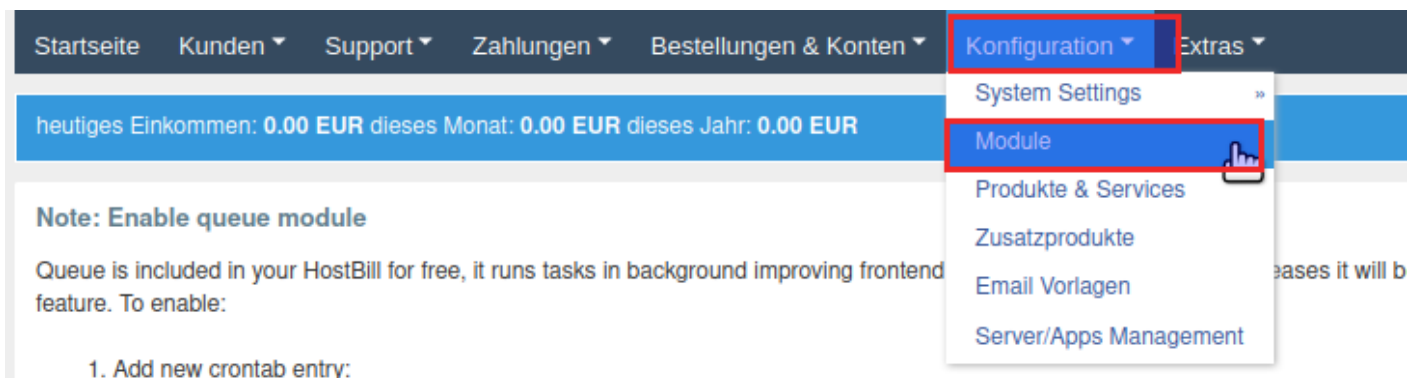 Startseite Kunden Support Zahlungen Bestellungen & Konten Konfiguration Extras
System Settings »
heutiges Einkommen: 0.00 EUR dieses Monat: 0.00 EUR dieses Jahr: 0.00 EUR
Module
Produkte & Services
Zusatzprodukte
Email Vorlagen
Server/Apps Management
Note: Enable queue module
Queue is included in your HostBill for free, it runs tasks in background improving frontend eases it will b
feature. To enable:
1. Add new crontab entry: